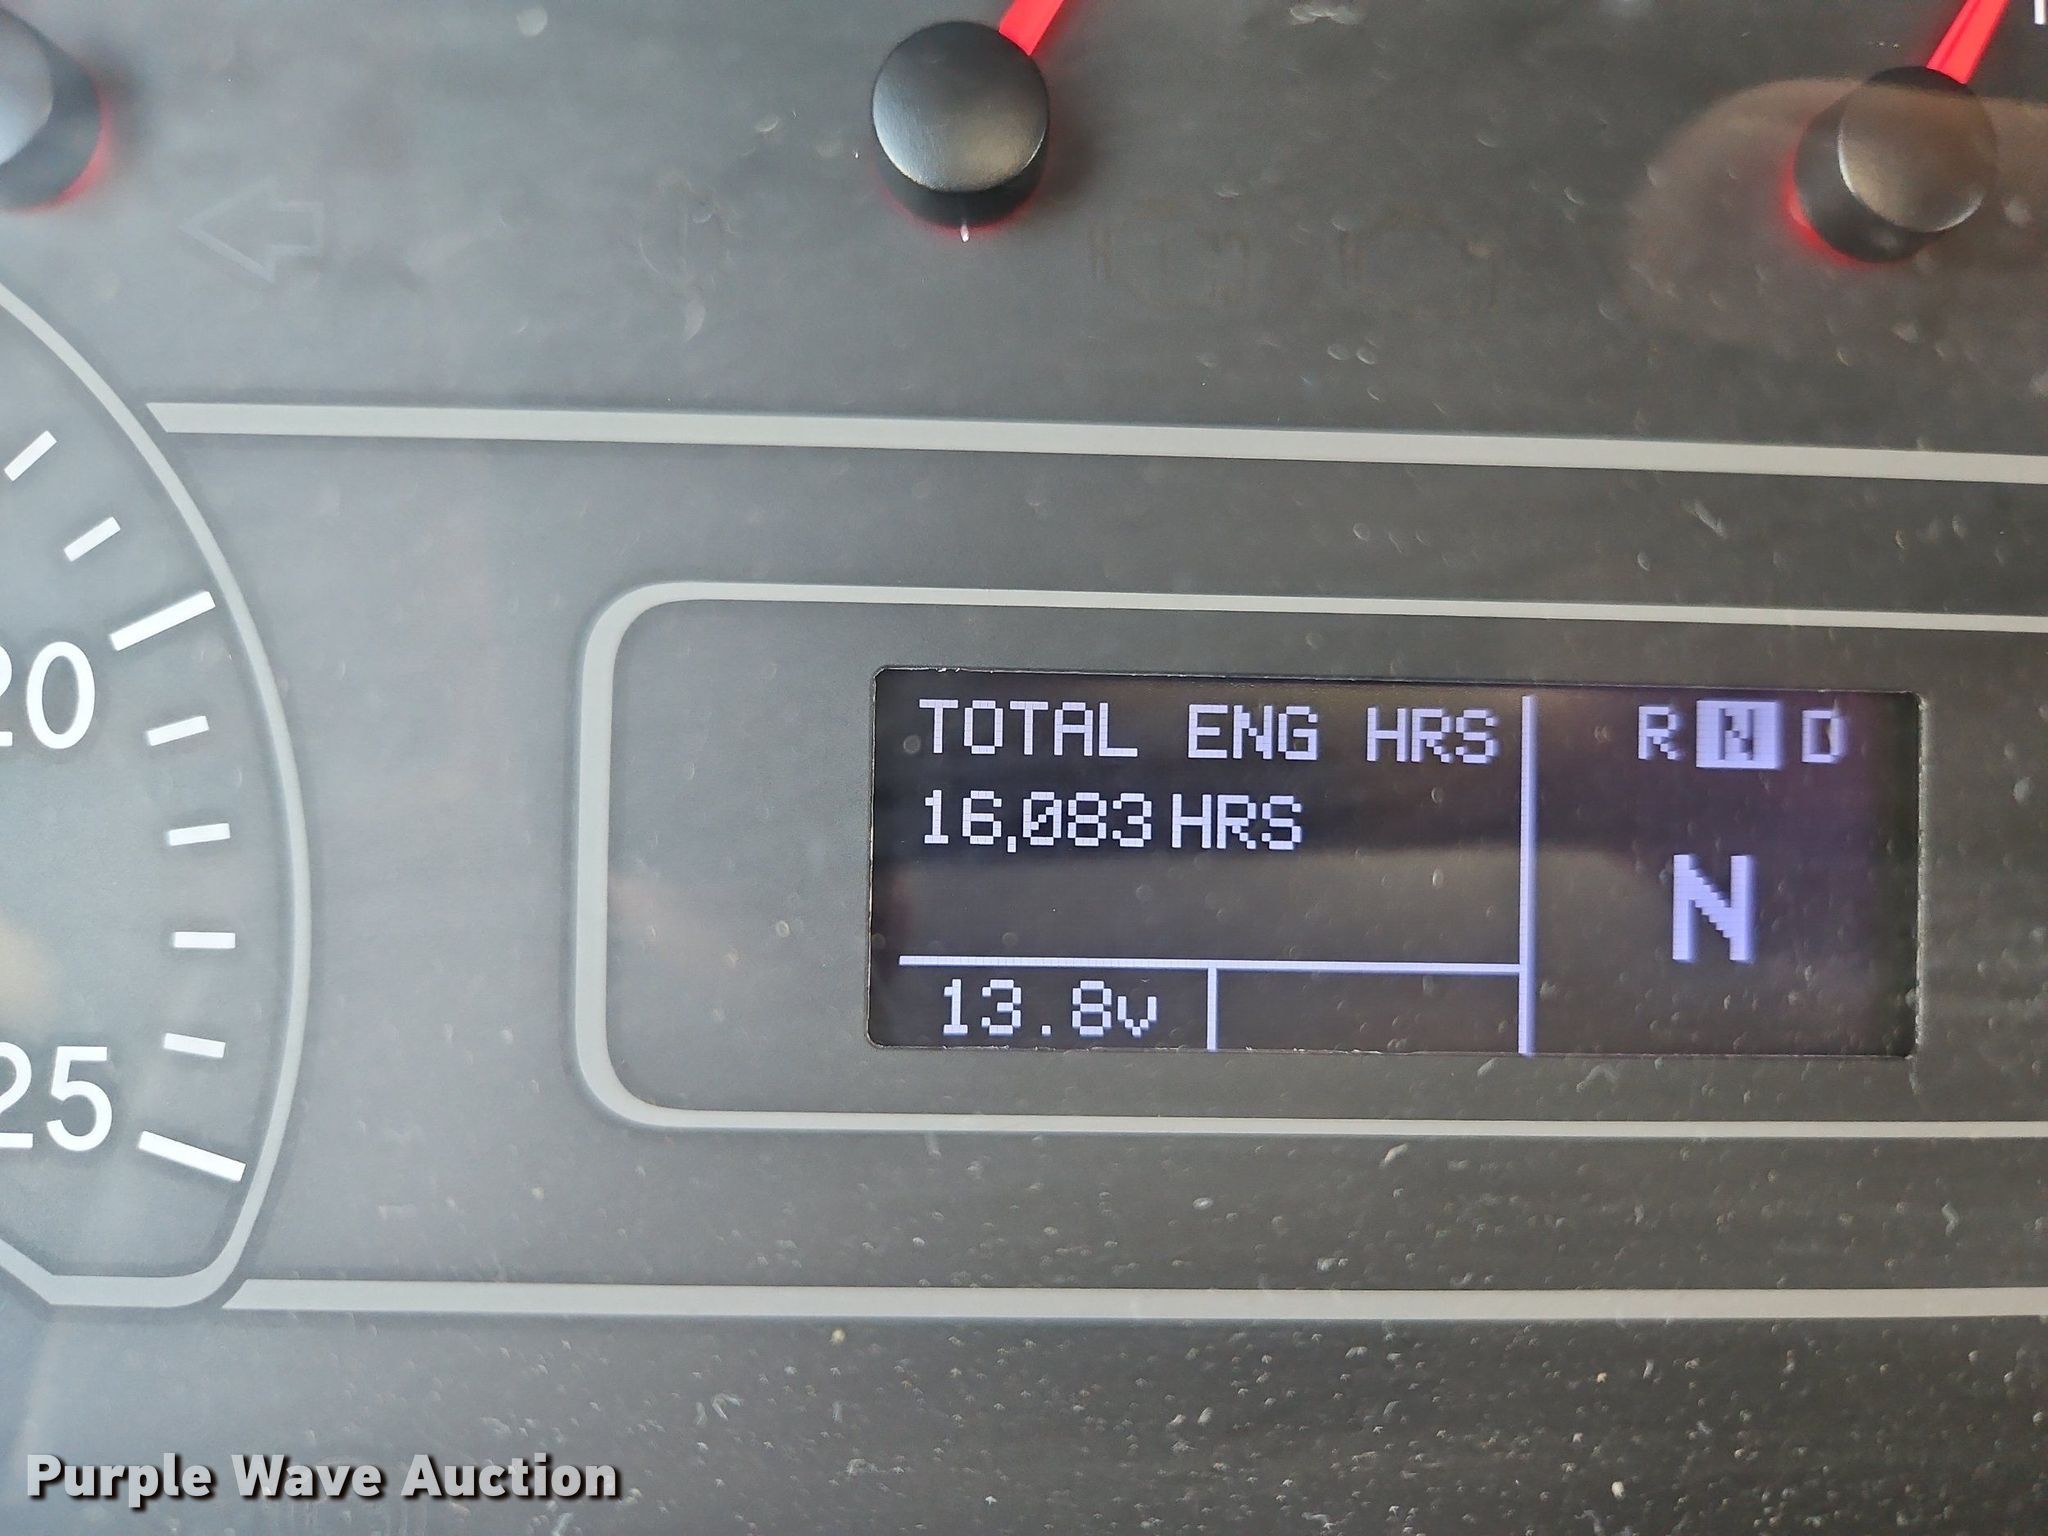 20
25
TOTAL ENG HRS
16,083 HRS
13.8v
R N D
N
Purple Wave Auction